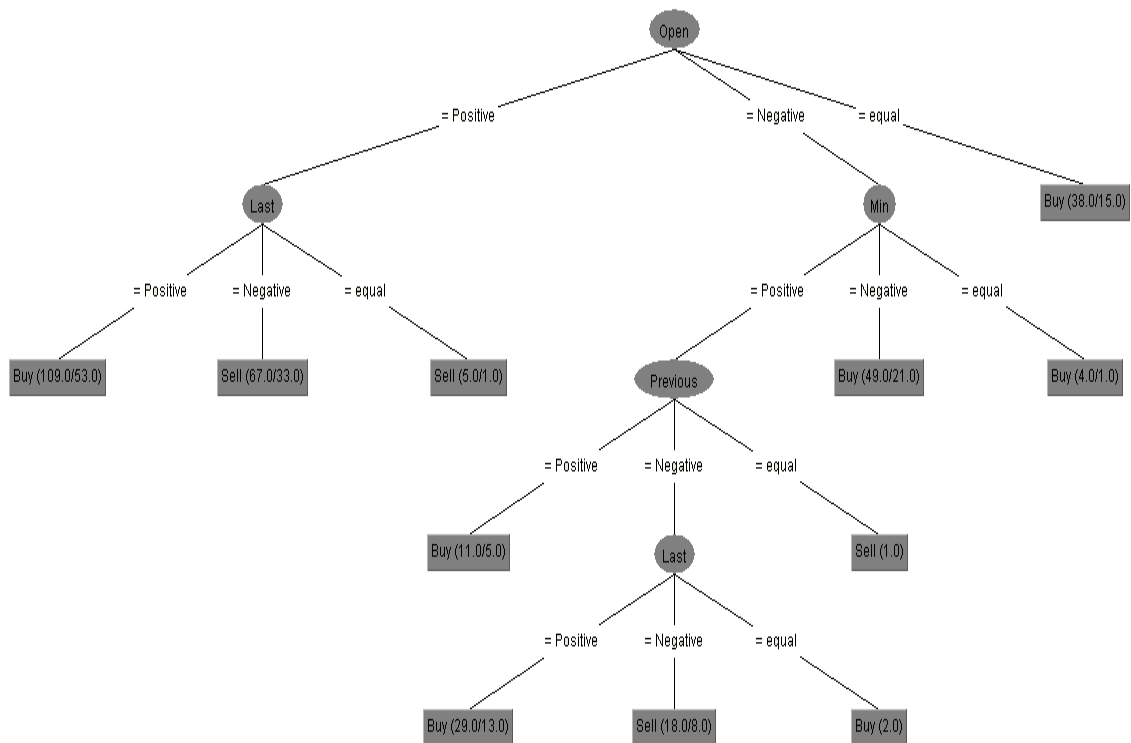 Open
= Positive
= Negative
= equal
Last
Min
Buy (38.0/15.0)
= Positive
= Negative
= equal
= Positive
= Negative
= equal
Buy (109.0/53.0)
Sell (67.0/33.0)
Sell (5.0/1.0)
Previous
Buy (49.0/21.0)
Buy (4.0/1.0)
= Positive
= Negative
= equal
Buy (11.0/5.0)
Last
Sell (1.0)
= Positive
= Negative
= equal
Buy (29.0/13.0)
Sell (18.0/8.0)
Buy (2.0)